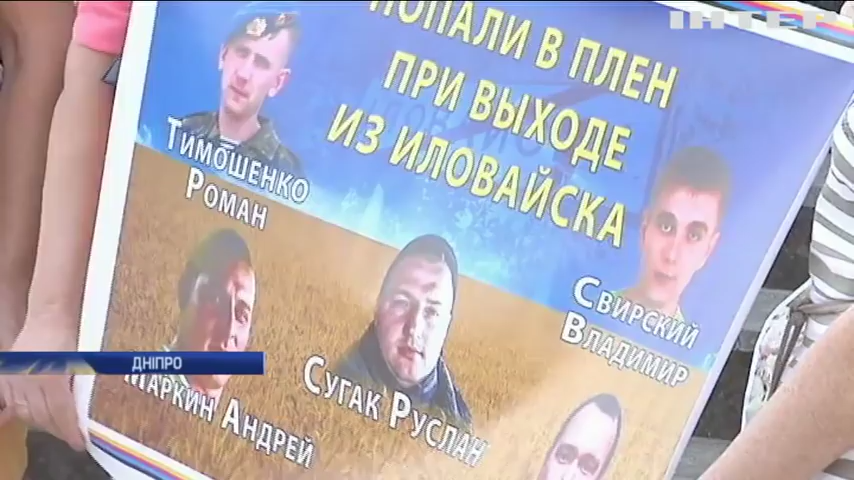 ІНТЕР
ПОПАЛИ В ПЛЕН
ПРИ ВЫХОДЕ
ИЗ ИЛОВАЙСКА
ТИМОШЕНКО
РОМАН
СВИРСКИЙ
ВЛАДИМИР
ДНІПРО
МАРКИН АНДРЕЙ
СУГАК РУСЛАН